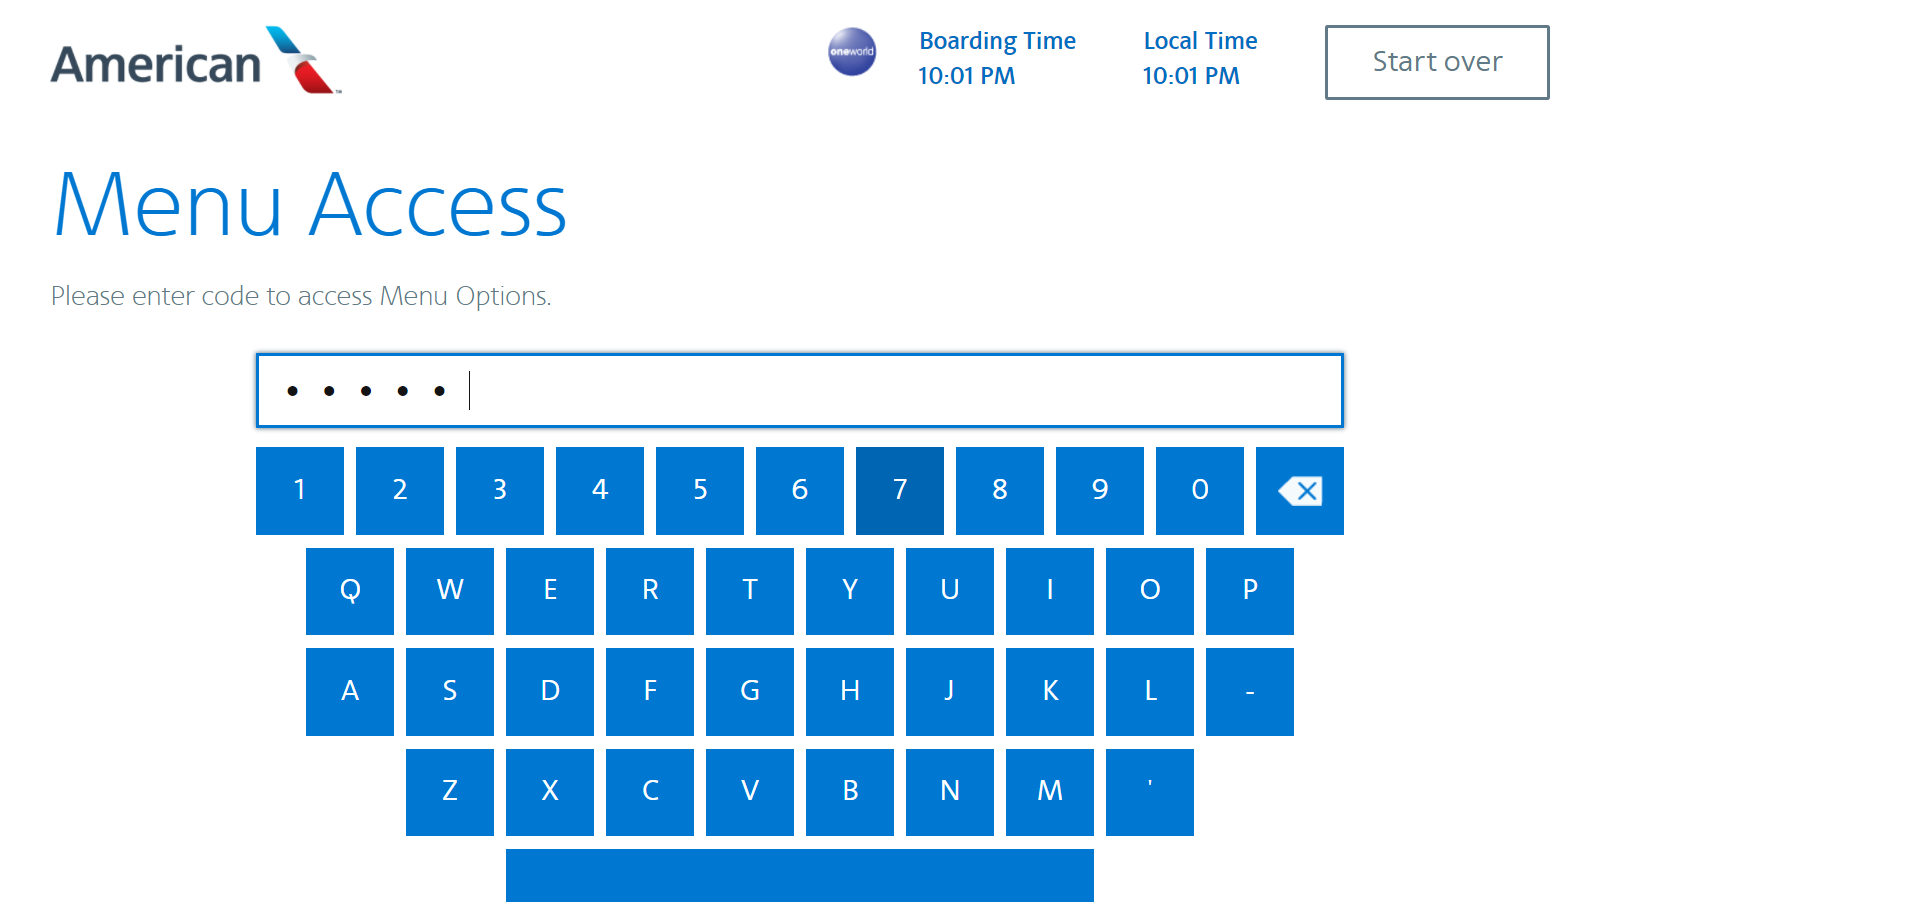 American
oneworld
Boarding Time
10:01 PM
Local Time
10:01 PM
Start over
Menu Access
Please enter code to access Menu Options.
• • • • •
1 2 3 4 5 6 7 8 9 0
Q W E R T Y U I O P
A S D F G H J K L -
Z X C V B N M '